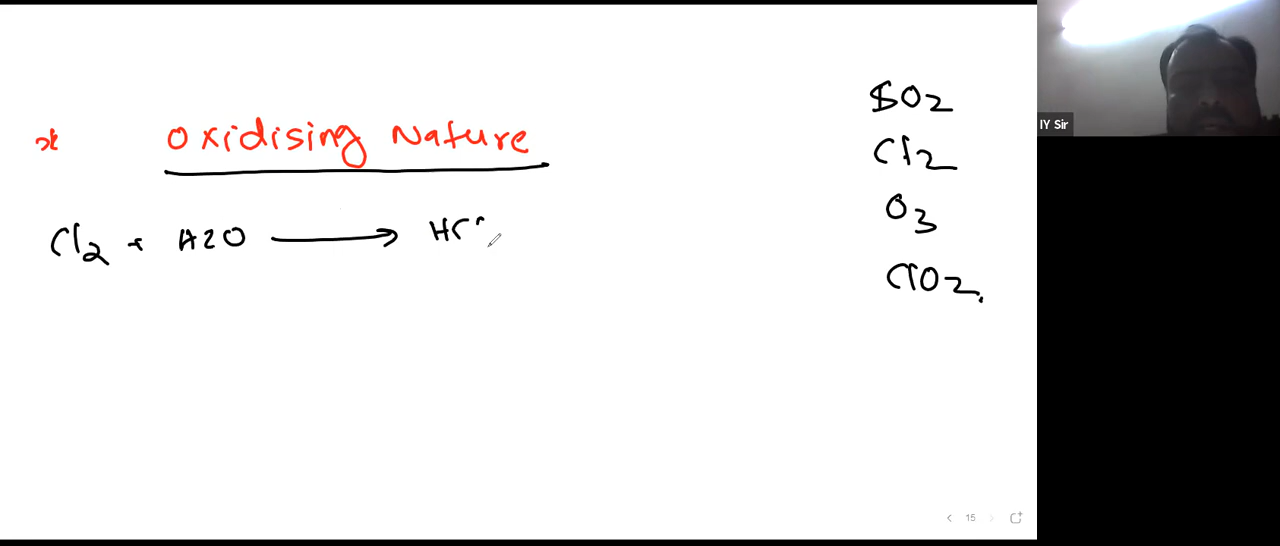 * Oxidising Nature
Cl2 + H2O ⟶ HCl
SO2
Cl2
O3
ClO2.
IY Sir
15